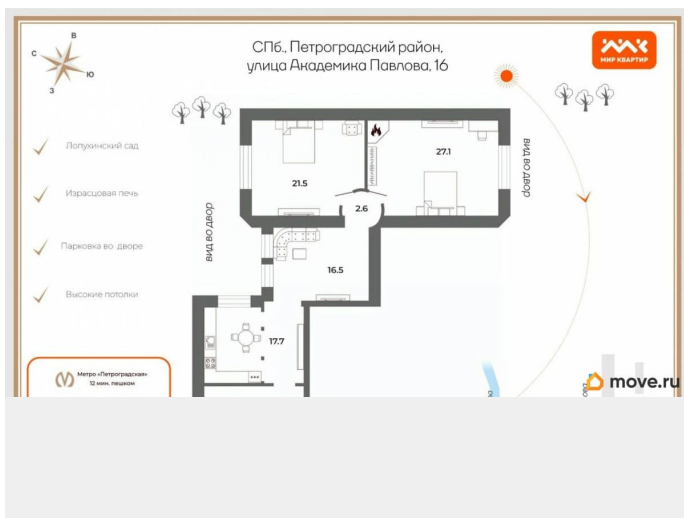 В
С
Ю
З
СПб., Петроградский район,
улица Академика Павлова, 16
МИР КВАРТИР
Лопухинский сад
Израсцовая печь
Парковка во дворе
Высокие потолки
ВИД ВО ДВОР
21.5
27.1
ВИД ВО ДВОР
2.6
16.5
17.7
Метро «Петроградская»
12 мин. пешком
move.ru